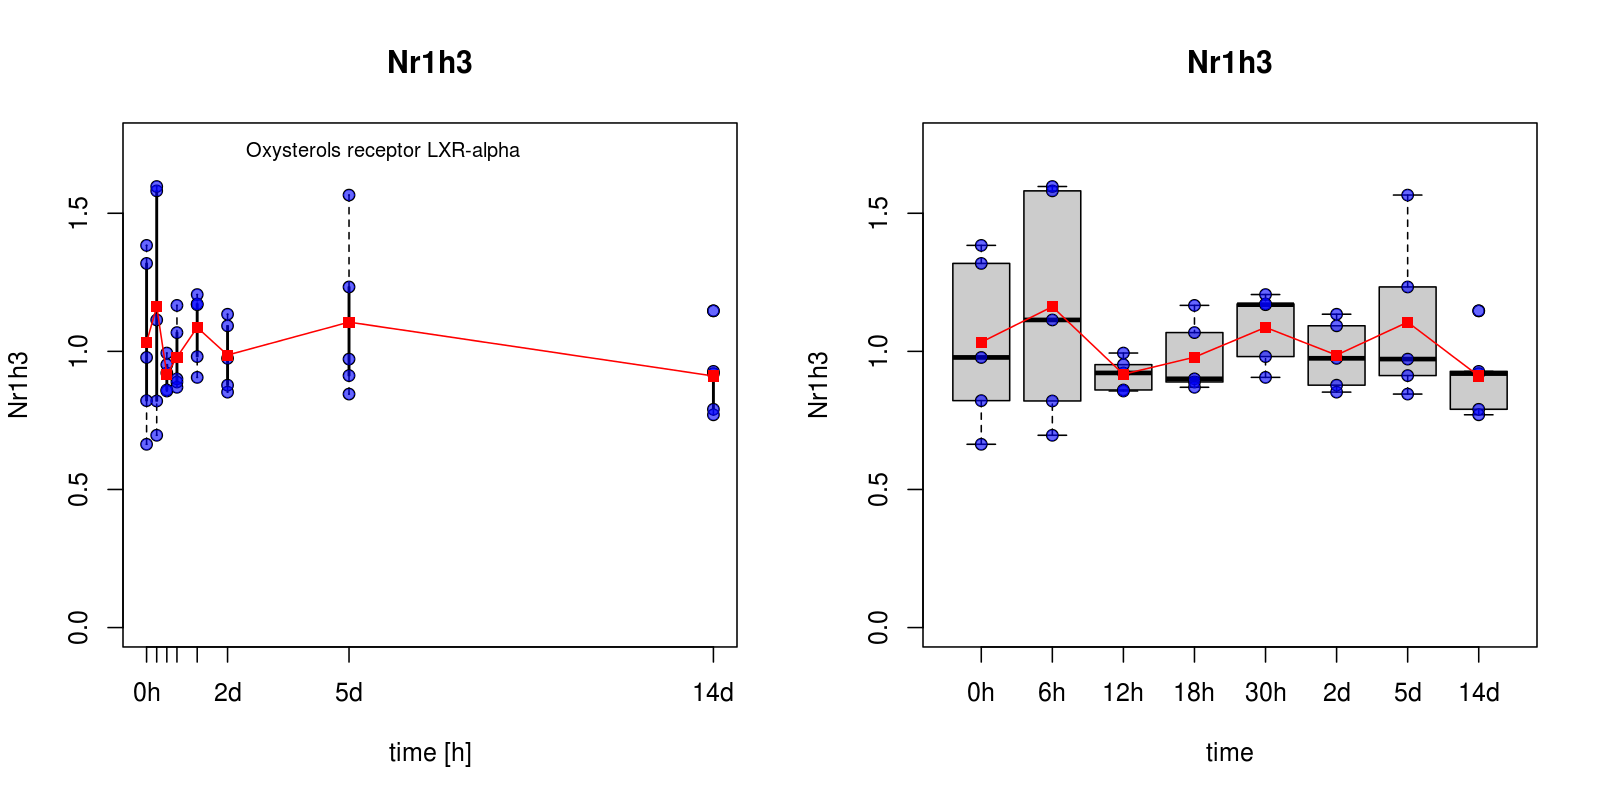 Nr1h3
Oxysterols receptor LXR-alpha
Nr1h3
1.5
1.0
0.5
0.0
0h 2d 5d 14d
time [h]
Nr1h3
Nr1h3
1.5
1.0
0.5
0.0
0h 6h 12h 18h 30h 2d 5d 14d
time